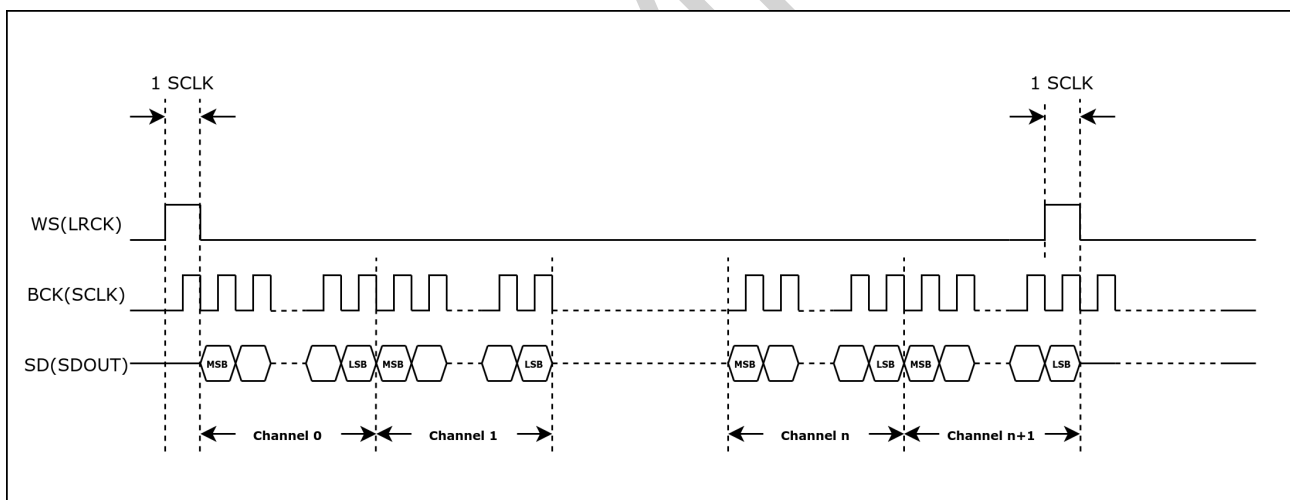 1 SCLK 1 SCLK
WS(LRCK)
BCK(SCLK)
SD(SDOUT) MSB LSB MSB LSB MSB LSB MSB LSB
Channel 0 Channel 1 Channel n Channel n+1